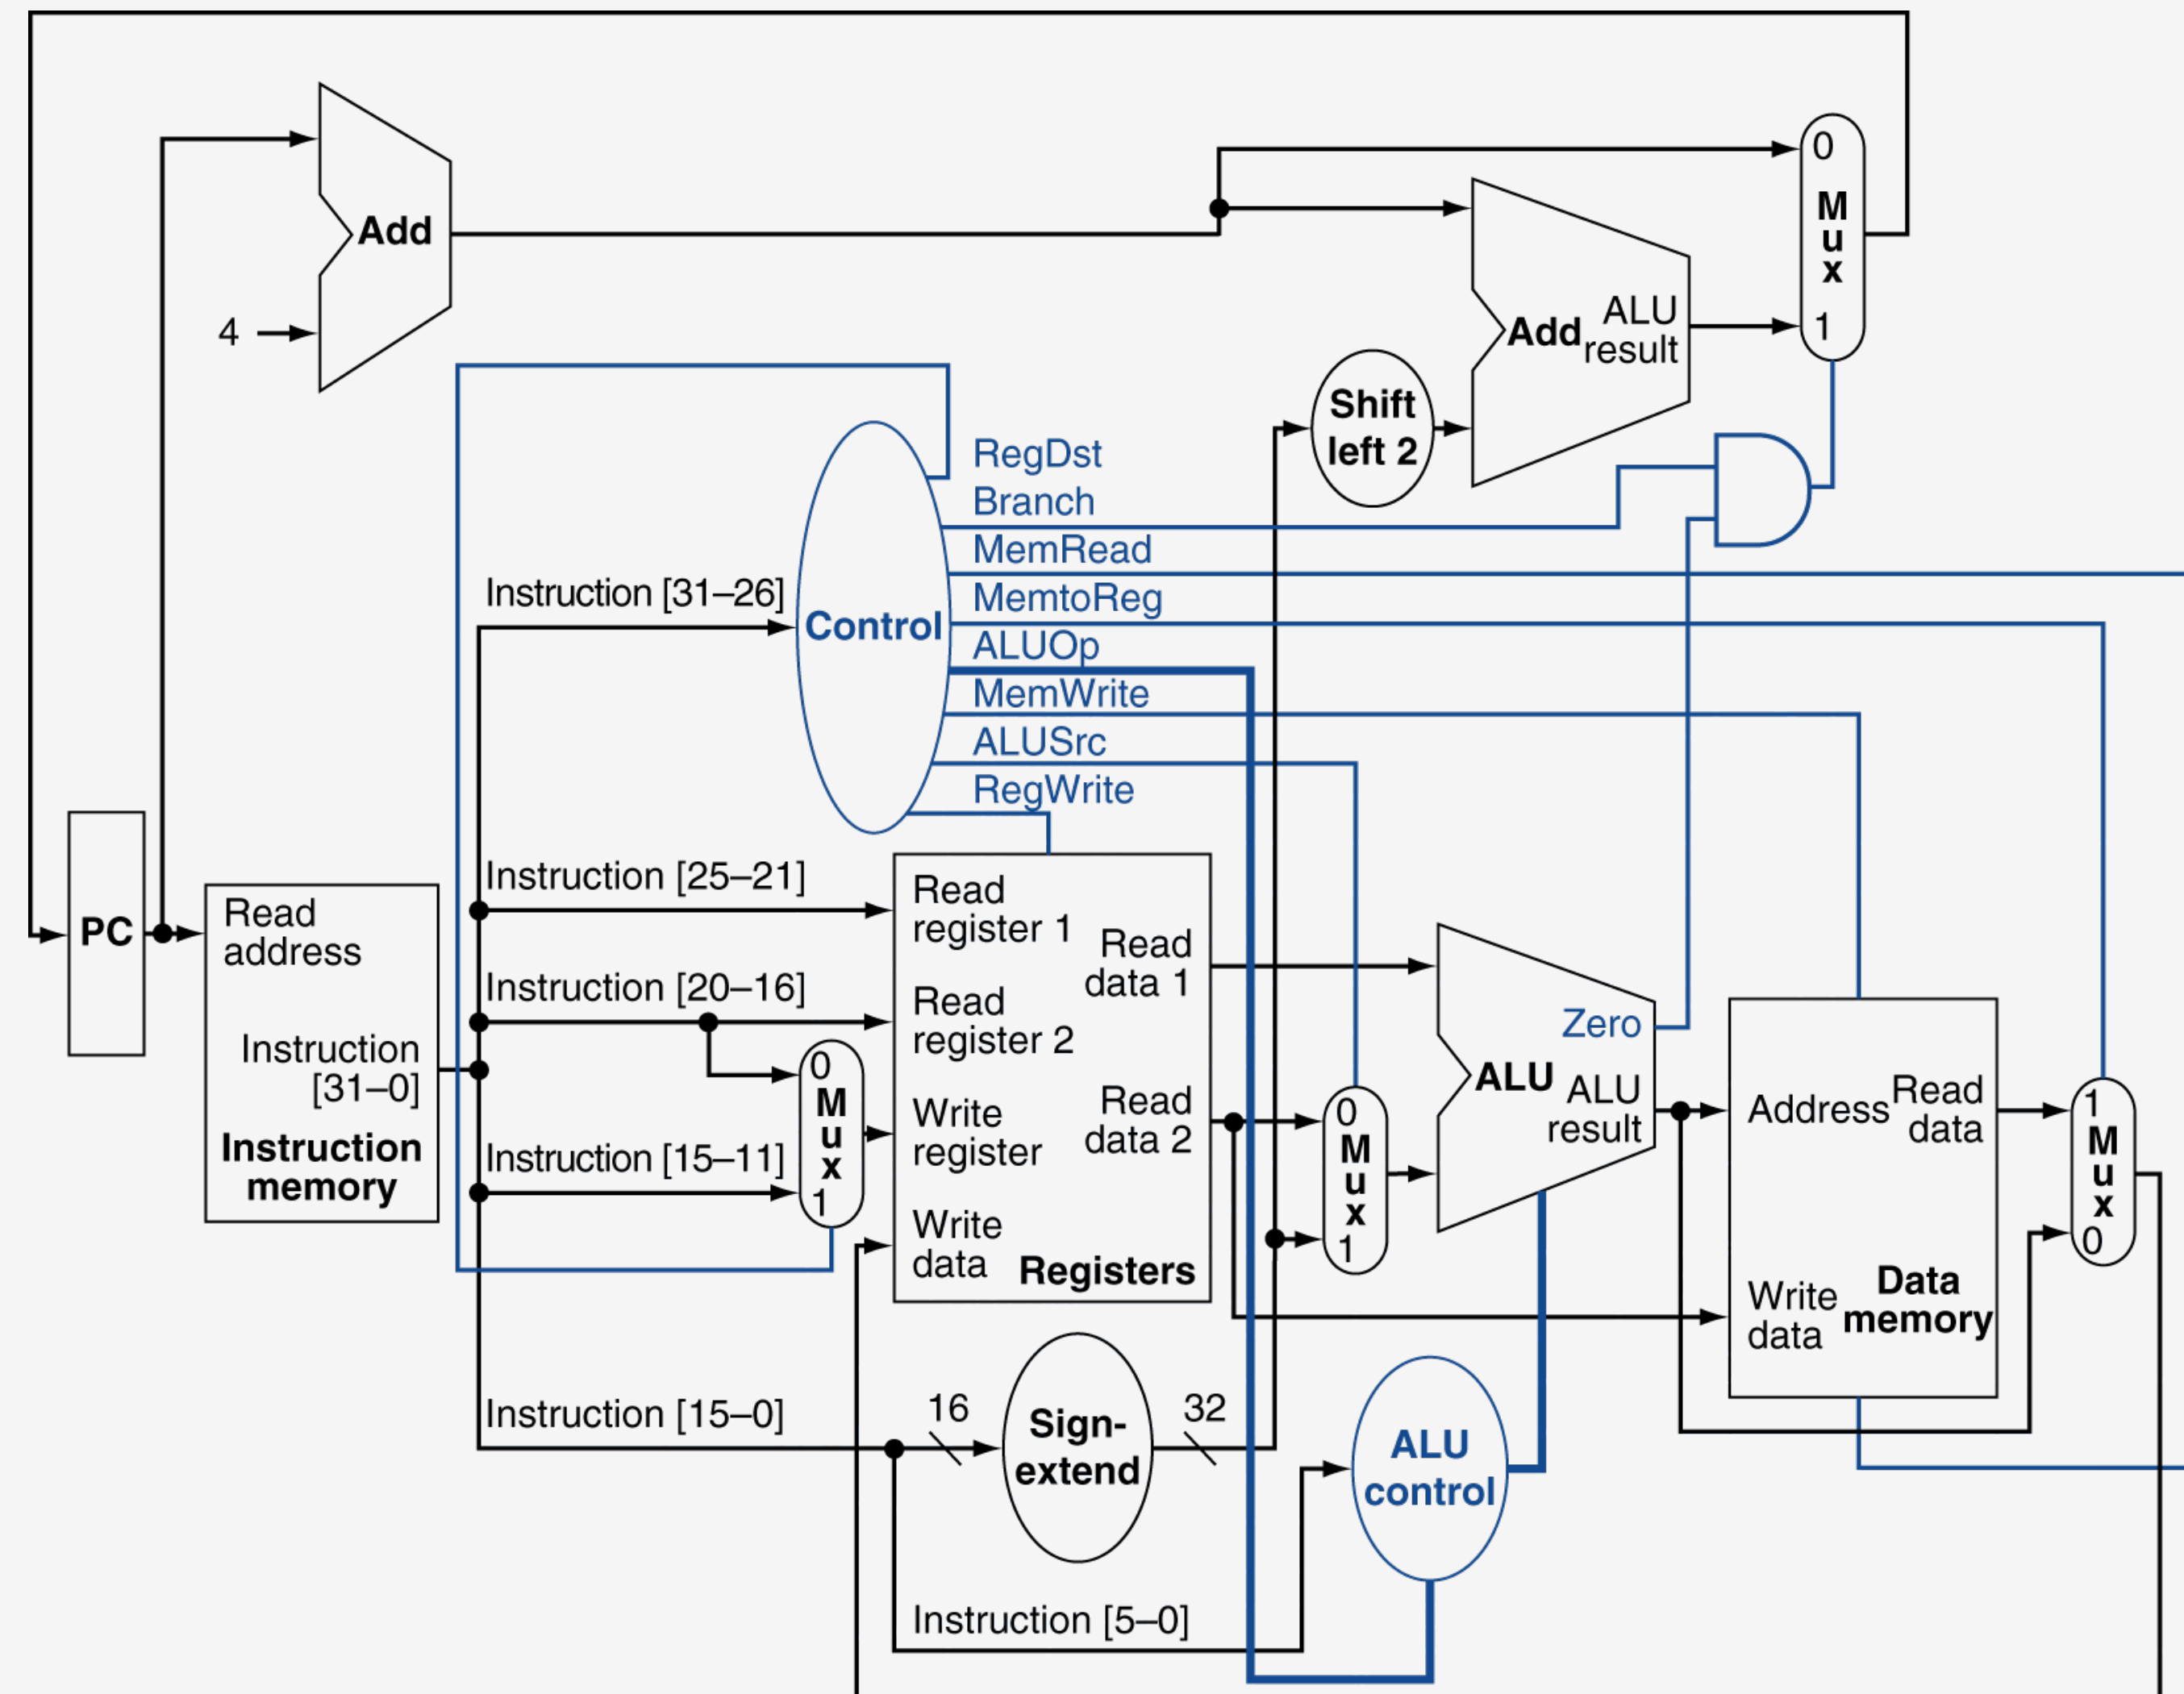 0
M
u
x
1
Add
4
Add
ALU
result
Shift
left 2
RegDst
Branch
MemRead
MemtoReg
ALUOp
MemWrite
ALUSrc
RegWrite
Control
Instruction [31–26]
Instruction [25–21]
Instruction [20–16]
Instruction [15–11]
Instruction [15–0]
Instruction [5–0]
PC
Read
address
Instruction
[31–0]
Instruction
memory
0
M
u
x
1
Read
register 1
Read
register 2
Write
register
Write
data
Read
data 1
Read
data 2
Registers
0
M
u
x
1
Zero
ALU
ALU
result
Address
Read
data
Write
data
Data
memory
1
M
u
x
0
16
Sign-
extend
32
ALU
control